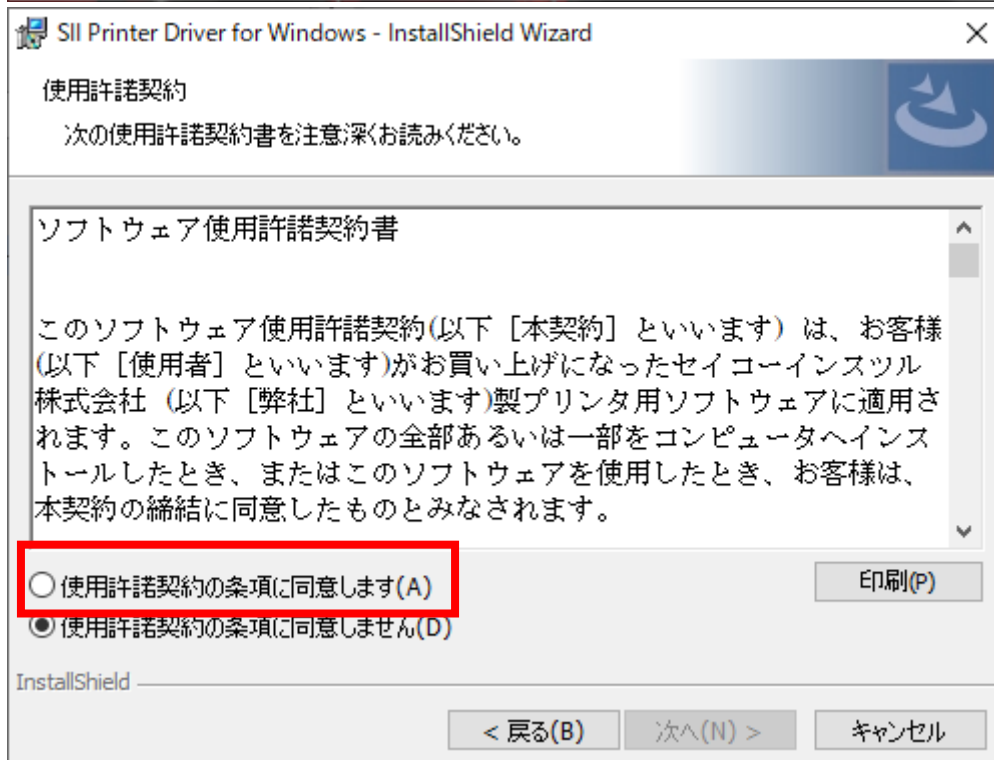 SII Printer Driver for Windows - InstallShield Wizard
使用許諾契約
次の使用許諾契約書を注意深くお読みください。
ソフトウェア使用許諾契約書
このソフトウェア使用許諾契約(以下［本契約］といいます) は、お客様
(以下［使用者］といいます)がお買い上げになったセイコーインスツル
株式会社 (以下［弊社］といいます)製プリンタ用ソフトウェアに適用さ
れます。このソフトウェアの全部あるいは一部をコンピュータへインス
トールしたとき、またはこのソフトウェアを使用したとき、お客様は、
本契約の締結に同意したものとみなされます。
使用許諾契約の条項に同意します(A)
印刷(P)
使用許諾契約の条項に同意しません(D)
InstallShield
< 戻る(B)
次へ(N) >
キャンセル